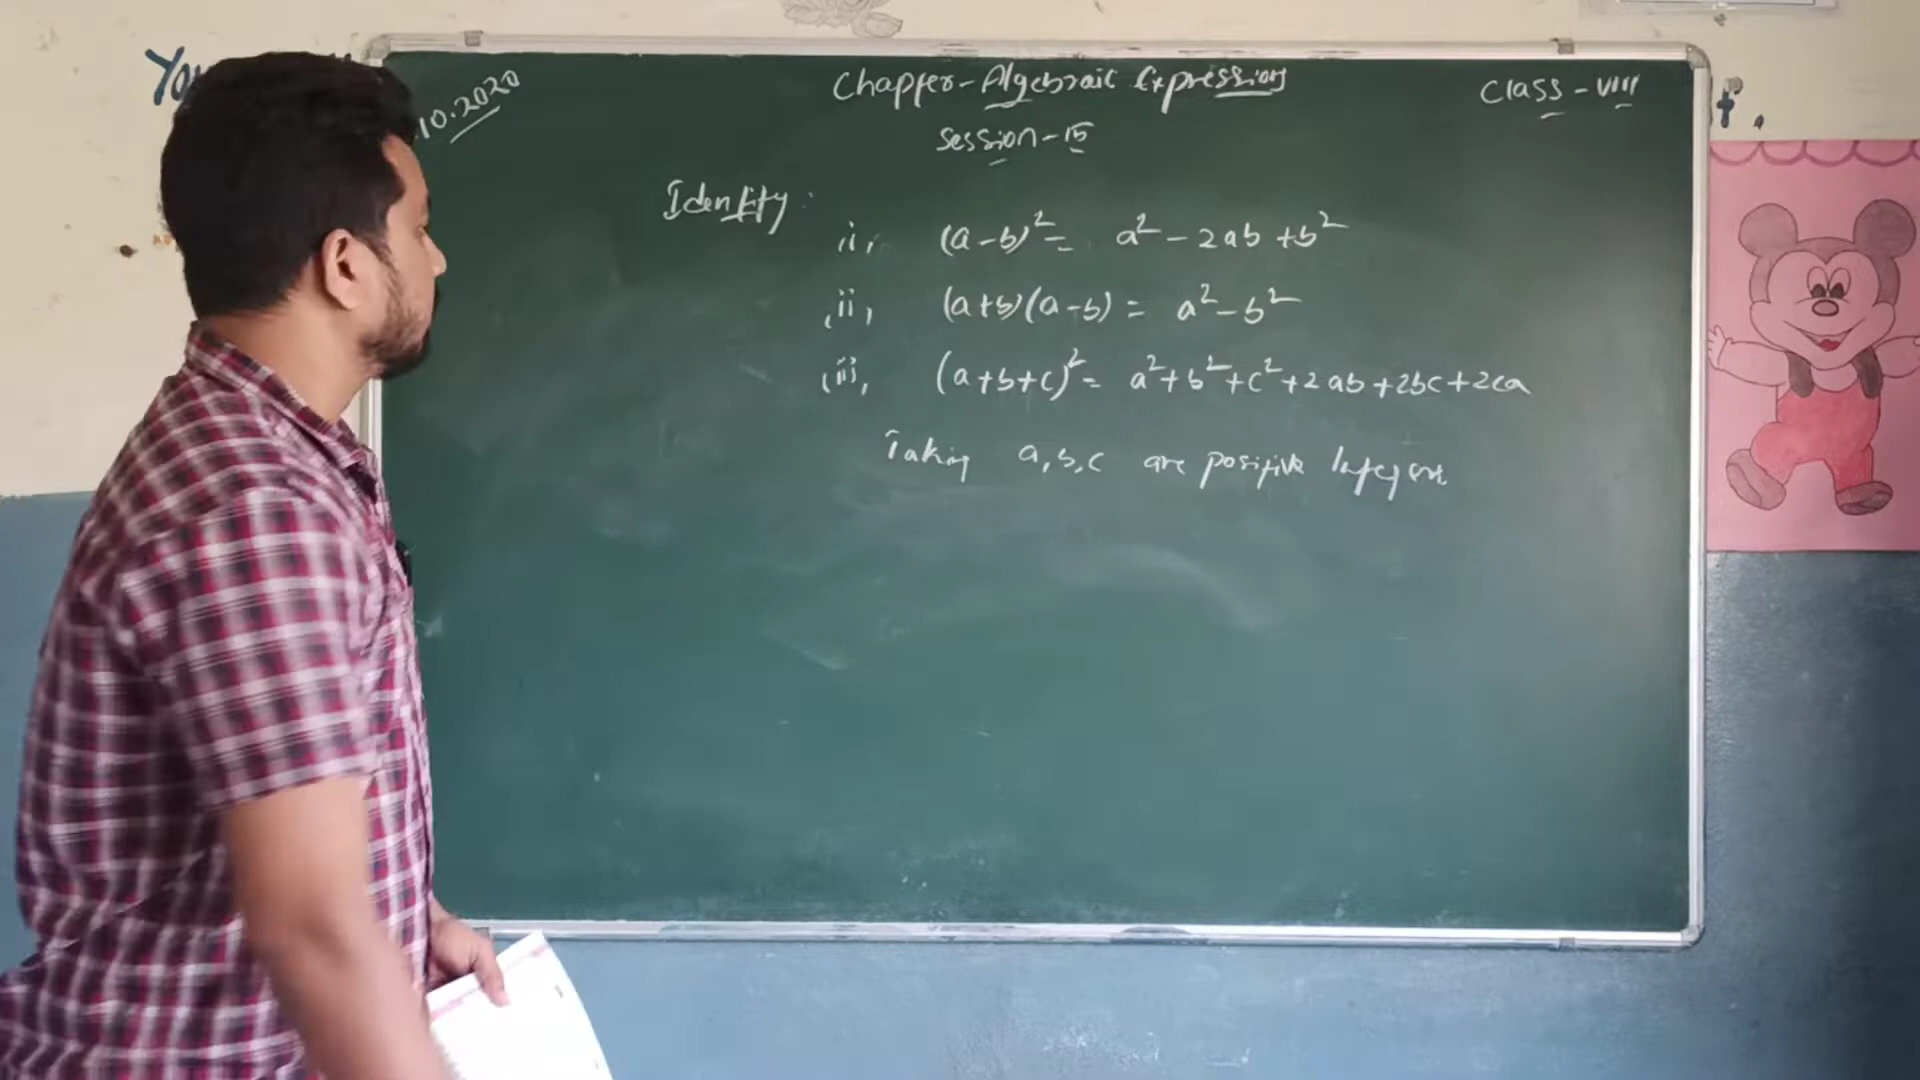 10.2020
Chapter-Algebraic Expressions
Class-VIII
Session-15
Identity:
(i) (a-b)²= a²-2ab+b²
(ii) (a+b)(a-b) = a²-b²
(iii) (a+b+c)²= a²+b²+c²+2ab+2bc+2ca
Taking a,b,c are positive Integers